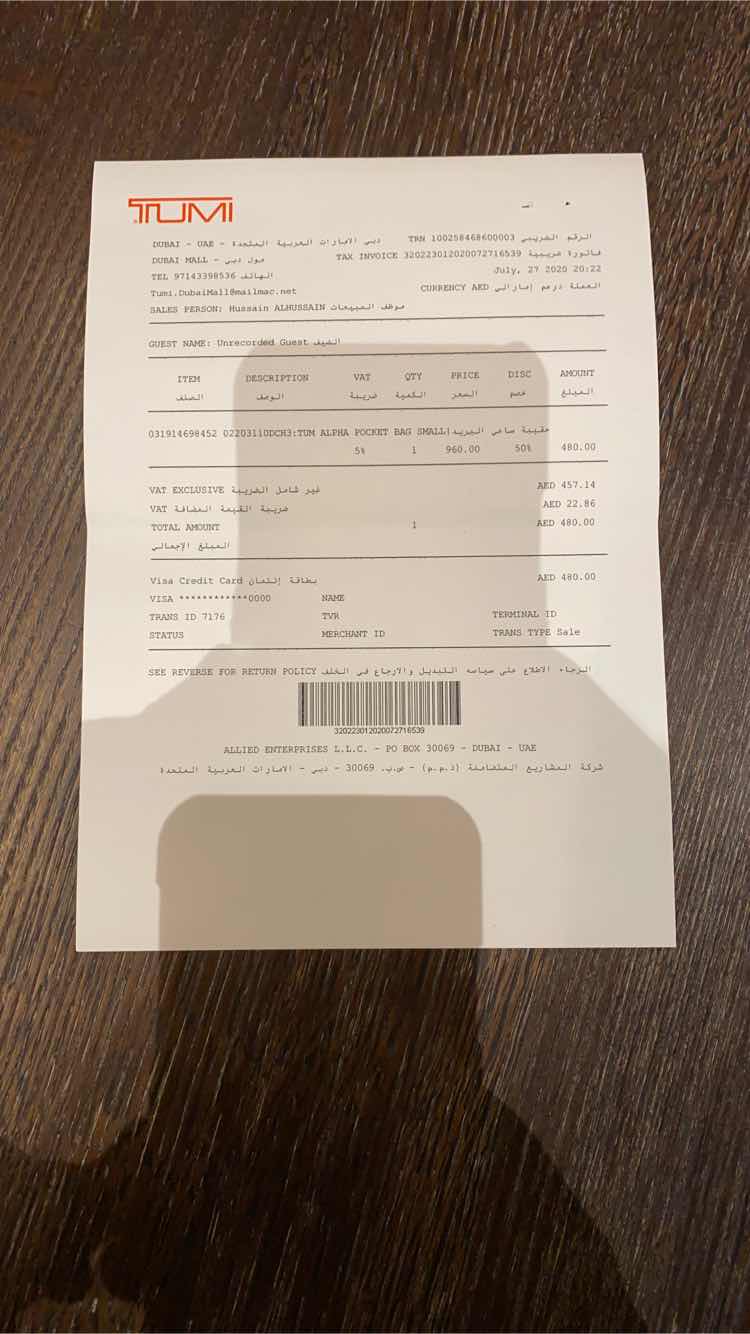 TUMI
DUBAI - UAE - دبي الامارات العربية المتحدة
TRN 100258468600003 الرقم الضريبي
DUBAI MALL - مول دبي
TAX INVOICE 320223012020072716539 فاتورة ضريبية
TEL 97143398536 الهاتف
July, 27 2020 20:22
Tumi.DubaiMall@mailmac.net
CURRENCY AED العملة درهم إماراتي
SALES PERSON: Hussain ALHUSSAIN موظف المبيعات
GUEST NAME: Unrecorded Guest الضيف
ITEM DESCRIPTION VAT QTY PRICE DISC AMOUNT
الصنف الوصف ضريبة الكمية السعر خصم المبلغ
031914698452 022031i0DCH3:TUM ALPHA POCKET BAG SMALL|حقيبة ساعي البريد
5% 1 960.00 50% 480.00
VAT EXCLUSIVE غير شامل الضريبة AED 457.14
VAT ضريبة القيمة المضافة AED 22.86
TOTAL AMOUNT 1 AED 480.00
المبلغ الإجمالي
Visa Credit Card بطاقة إئتمان AED 480.00
VISA ************0000 NAME
TRANS ID 7176 TVR TERMINAL ID
STATUS MERCHANT ID TRANS TYPE Sale
SEE REVERSE FOR RETURN POLICY الرجاء الاطلاع على سياسه التبديل والارجاع في الخلف
320223012020072716539
ALLIED ENTERPRISES L.L.C. - PO BOX 30069 - DUBAI - UAE
شركة المشاريع المتضامنة (ذ.م.م) - ص.ب. 30069 - دبي - الامارات العربية المتحدة